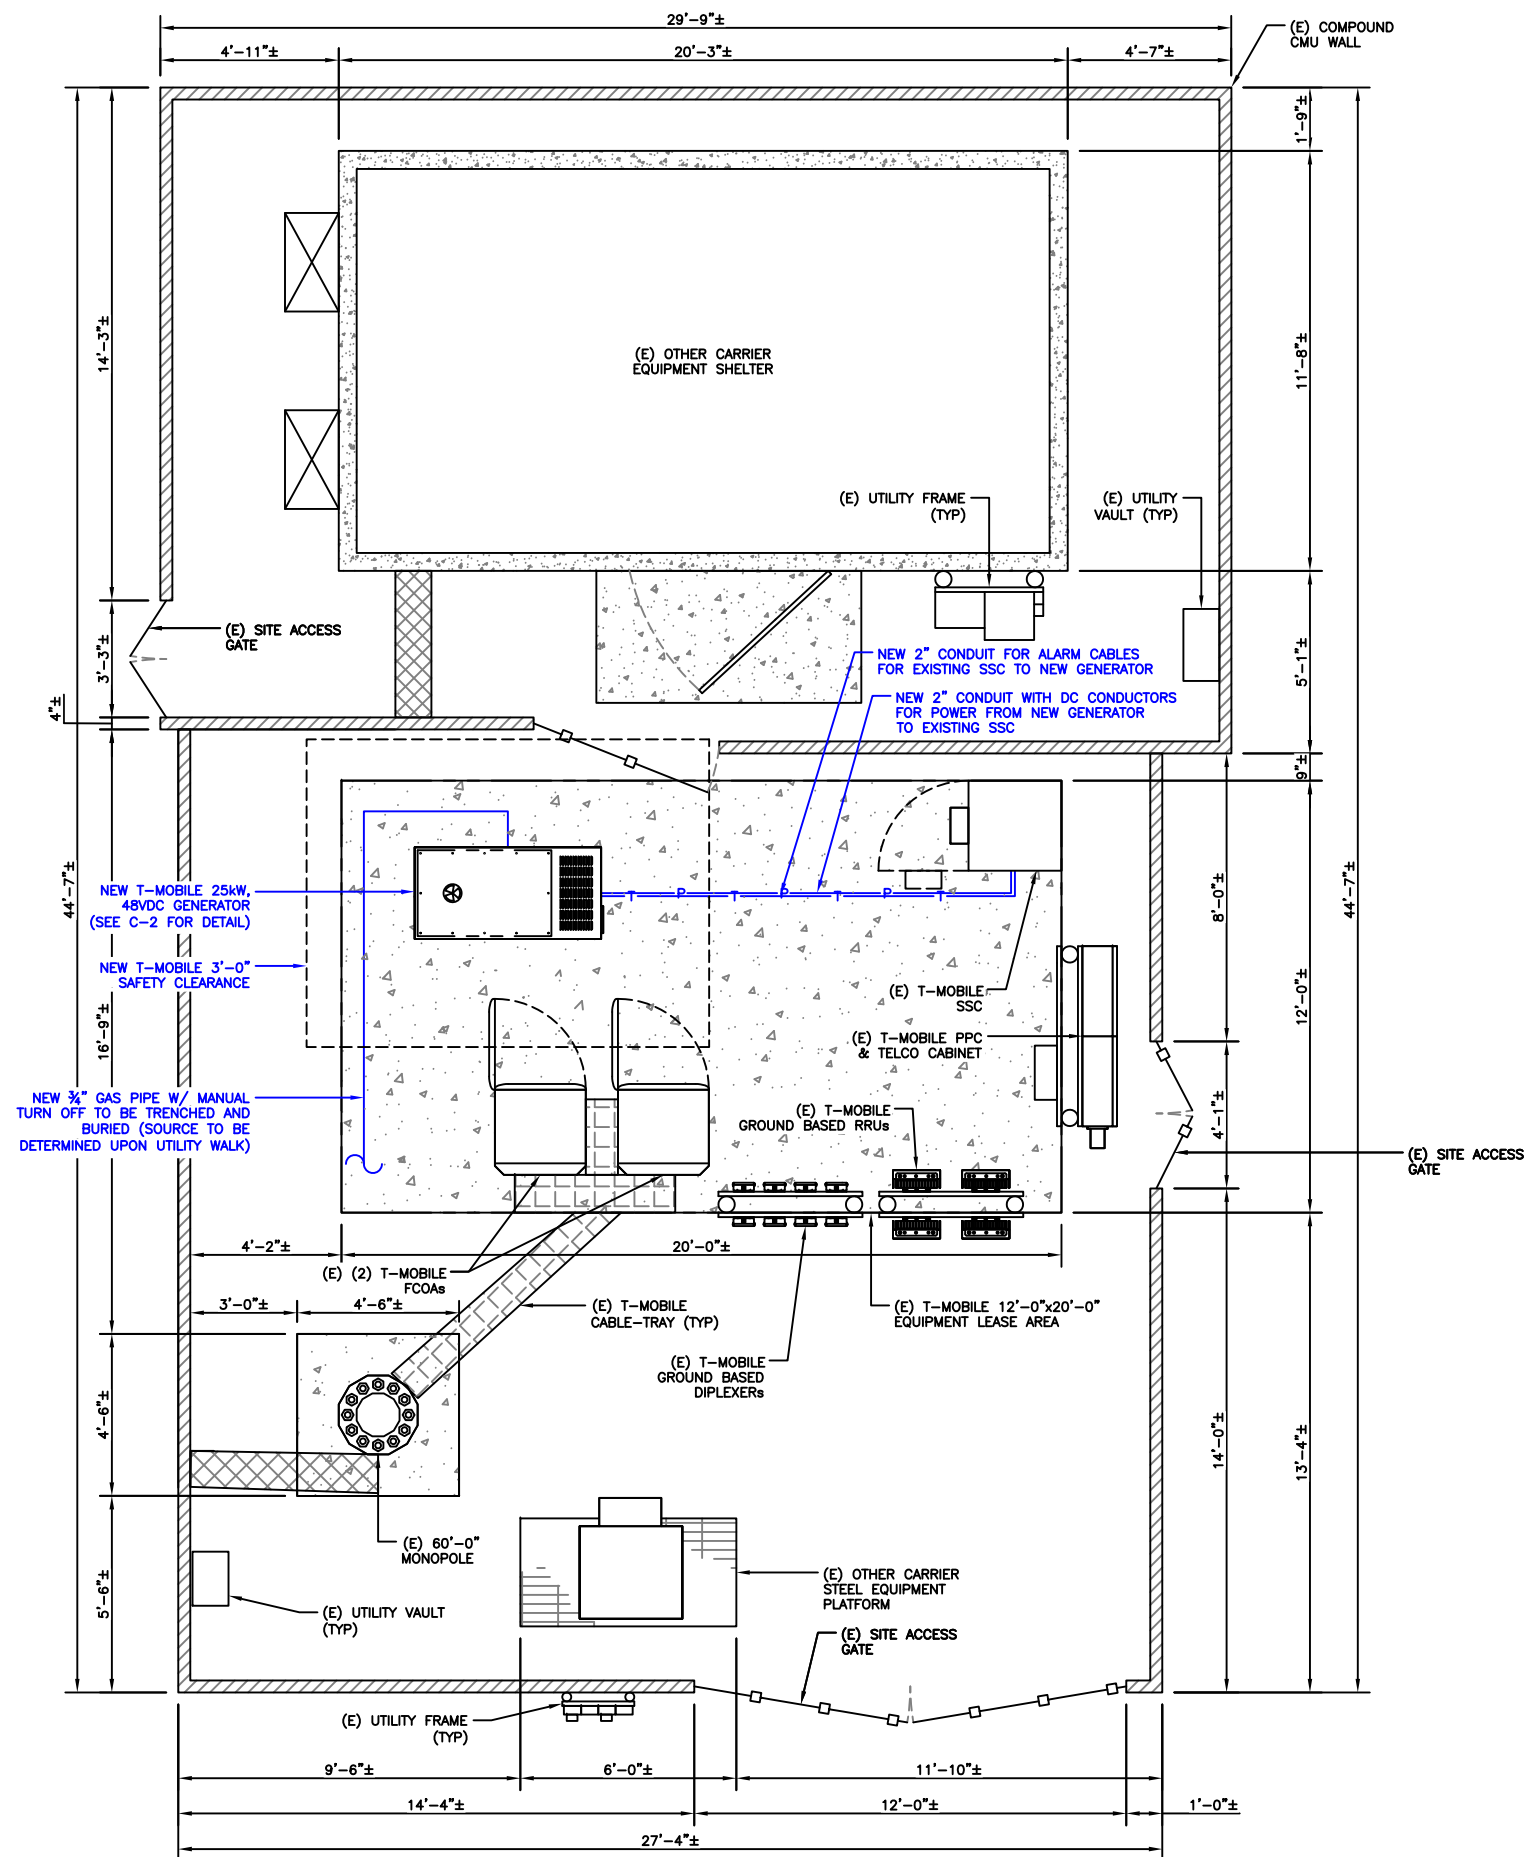 29'-9"±
4'-11"±
20'-3"±
4'-7"±
(E) COMPOUND
CMU WALL
1'-9"±
14'-3"±
11'-8"±
(E) OTHER CARRIER
EQUIPMENT SHELTER
(E) UTILITY FRAME
(TYP)
(E) UTILITY
VAULT (TYP)
(E) SITE ACCESS
GATE
3'-3"±
4"±
5'-1"±
NEW 2" CONDUIT FOR ALARM CABLES
FOR EXISTING SSC TO NEW GENERATOR
NEW 2" CONDUIT WITH DC CONDUCTORS
FOR POWER FROM NEW GENERATOR
TO EXISTING SSC
9"±
44'-7"±
44'-7"±
NEW T-MOBILE 25kW,
48VDC GENERATOR
(SEE C-2 FOR DETAIL)
T P T P T P T
8'-0"±
NEW T-MOBILE 3'-0"
SAFETY CLEARANCE
(E) T-MOBILE
SSC
12'-0"±
16'-9"±
(E) T-MOBILE PPC
& TELCO CABINET
NEW ¾" GAS PIPE W/ MANUAL
TURN OFF TO BE TRENCHED AND
BURIED (SOURCE TO BE
DETERMINED UPON UTILITY WALK)
(E) T-MOBILE
GROUND BASED RRUs
4'-1"±
(E) SITE ACCESS
GATE
4'-2"±
20'-0"±
(E) (2) T-MOBILE
FCOAs
3'-0"±
4'-6"±
(E) T-MOBILE
CABLE-TRAY (TYP)
(E) T-MOBILE 12'-0"x20'-0"
EQUIPMENT LEASE AREA
(E) T-MOBILE
GROUND BASED
DIPLEXERs
4'-6"±
14'-0"±
13'-4"±
(E) 60'-0"
MONOPOLE
(E) OTHER CARRIER
STEEL EQUIPMENT
PLATFORM
5'-6"±
(E) UTILITY VAULT
(TYP)
(E) SITE ACCESS
GATE
(E) UTILITY FRAME
(TYP)
9'-6"±
6'-0"±
11'-10"±
14'-4"±
12'-0"±
1'-0"±
27'-4"±